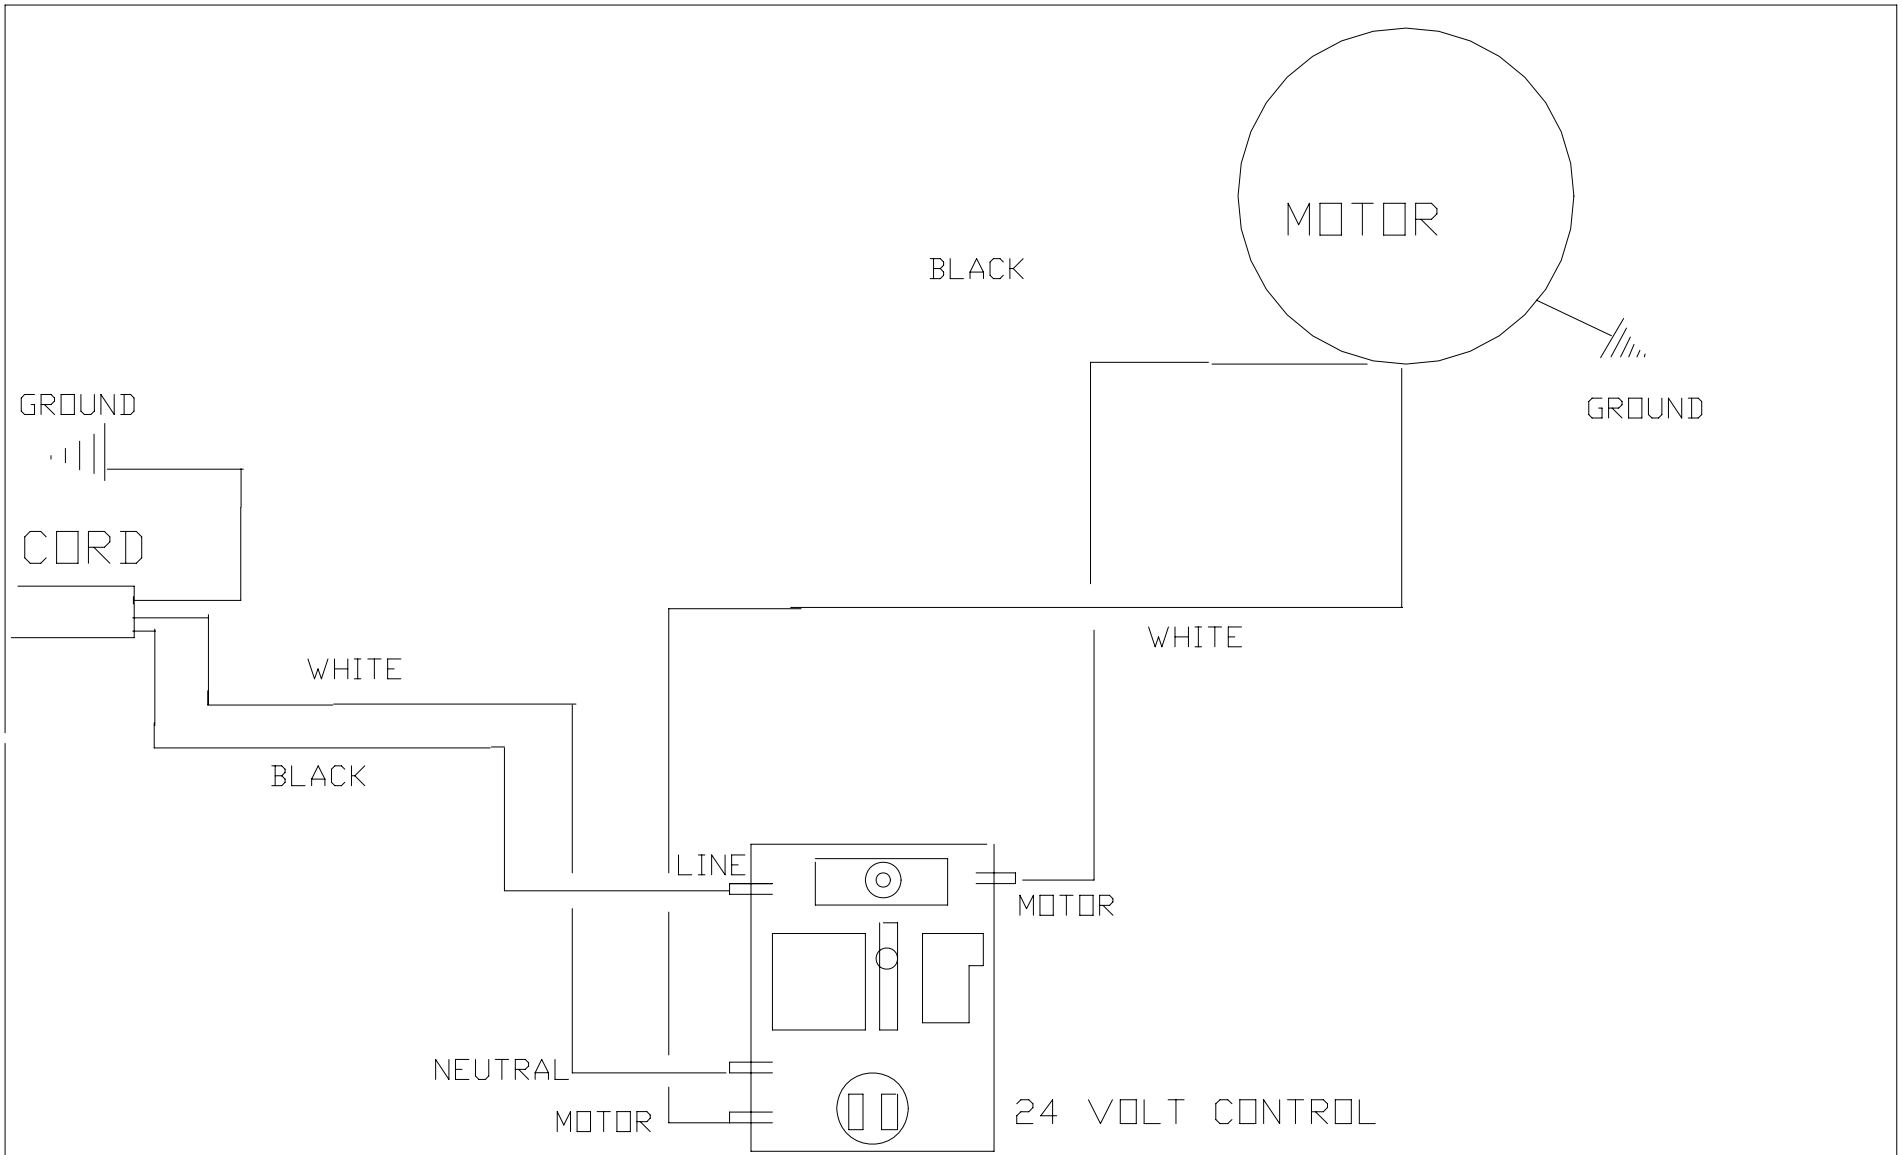 MOTOR
BLACK
GROUND
GROUND
CORD
WHITE
WHITE
BLACK
LINE
MOTOR
NEUTRAL
MOTOR
24 VOLT CONTROL